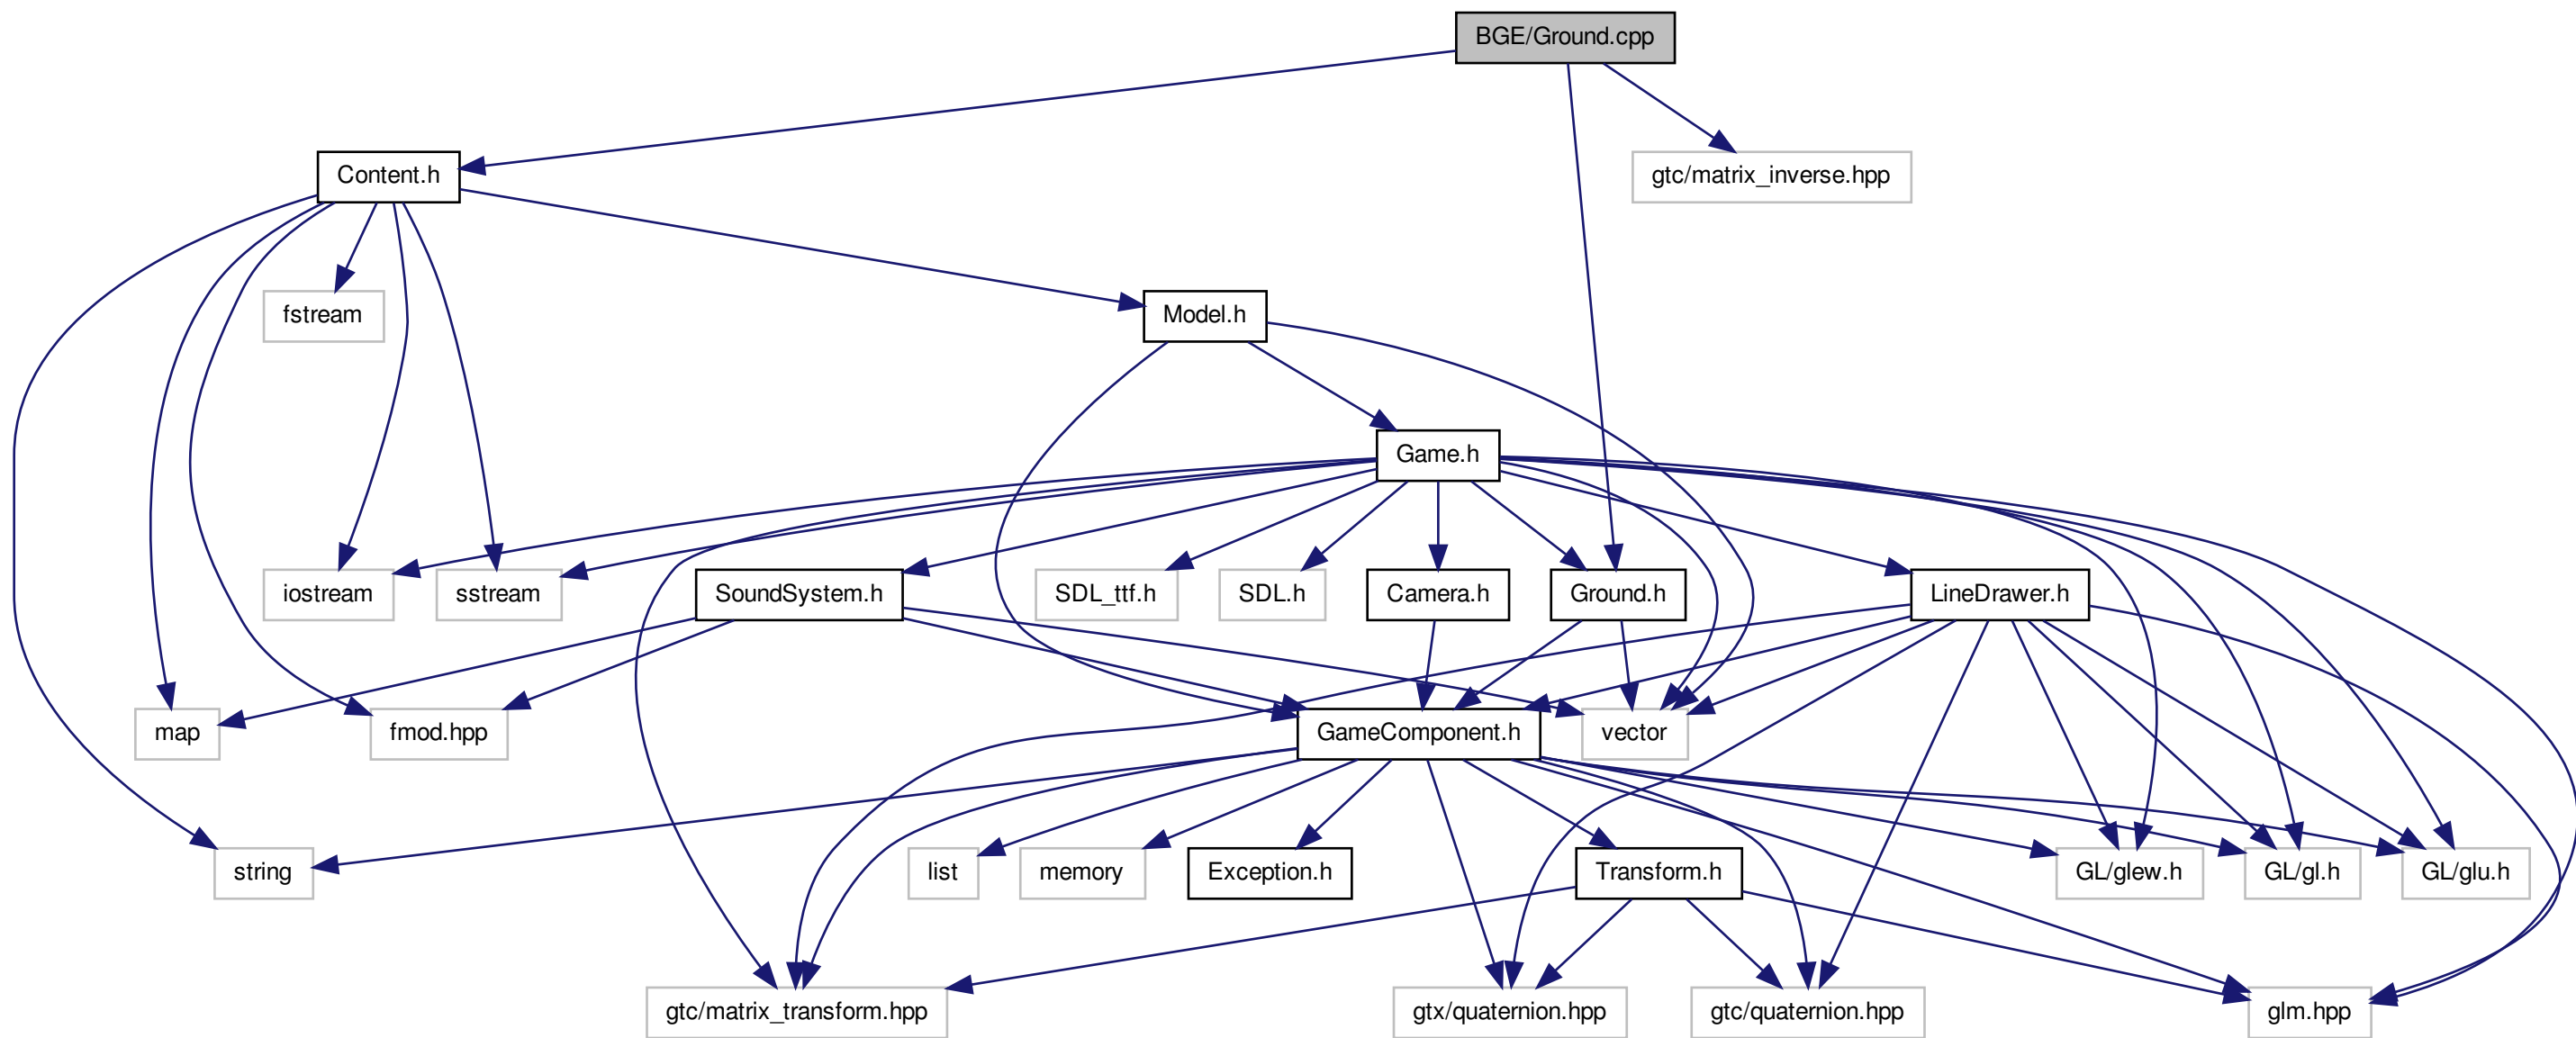 BGE/Ground.cpp
Content.h
gtc/matrix_inverse.hpp
fstream
Model.h
Game.h
iostream
sstream
SoundSystem.h
SDL_ttf.h
SDL.h
Camera.h
Ground.h
LineDrawer.h
map
fmod.hpp
GameComponent.h
vector
string
list
memory
Exception.h
Transform.h
GL/glew.h
GL/gl.h
GL/glu.h
gtc/matrix_transform.hpp
gtx/quaternion.hpp
gtc/quaternion.hpp
glm.hpp